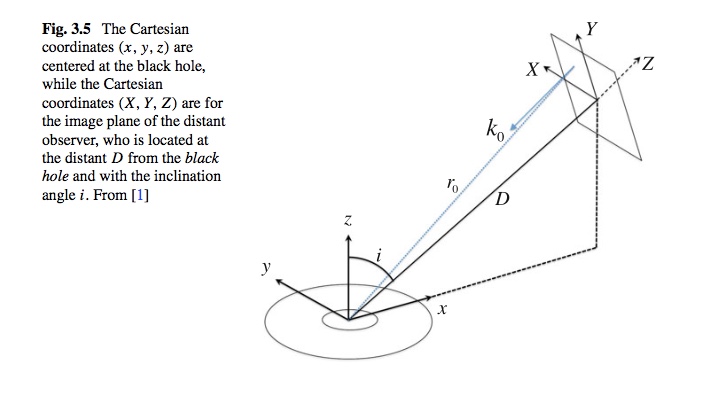 Fig. 3.5 The Cartesian
coordinates (x, y, z) are
centered at the black hole,
while the Cartesian
coordinates (X, Y, Z) are for
the image plane of the distant
observer, who is located at
the distant D from the black
hole and with the inclination
angle i. From [1]
Y
X
Z
k0
r0
D
z
i
y
x